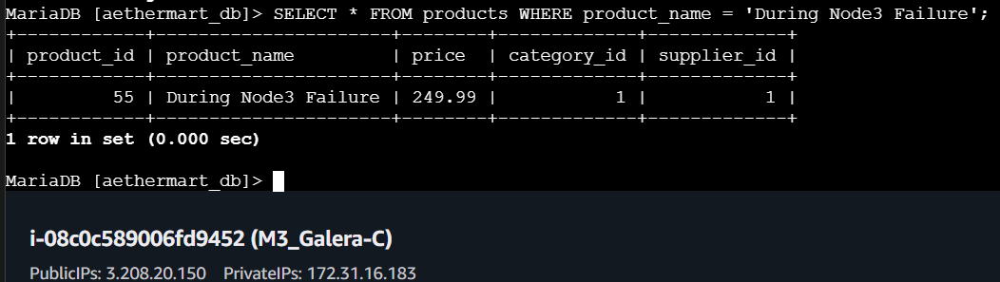 MariaDB [aethermart_db]> SELECT * FROM products WHERE product_name = 'During Node3 Failure';
+------------+----------------------+--------+-------------+-------------+
| product_id | product_name         | price  | category_id | supplier_id |
+------------+----------------------+--------+-------------+-------------+
|         55 | During Node3 Failure | 249.99 |           1 |           1 |
+------------+----------------------+--------+-------------+-------------+
1 row in set (0.000 sec)
MariaDB [aethermart_db]>
i-08c0c589006fd9452 (M3_Galera-C)
PublicIPs: 3.208.20.150 PrivateIPs: 172.31.16.183